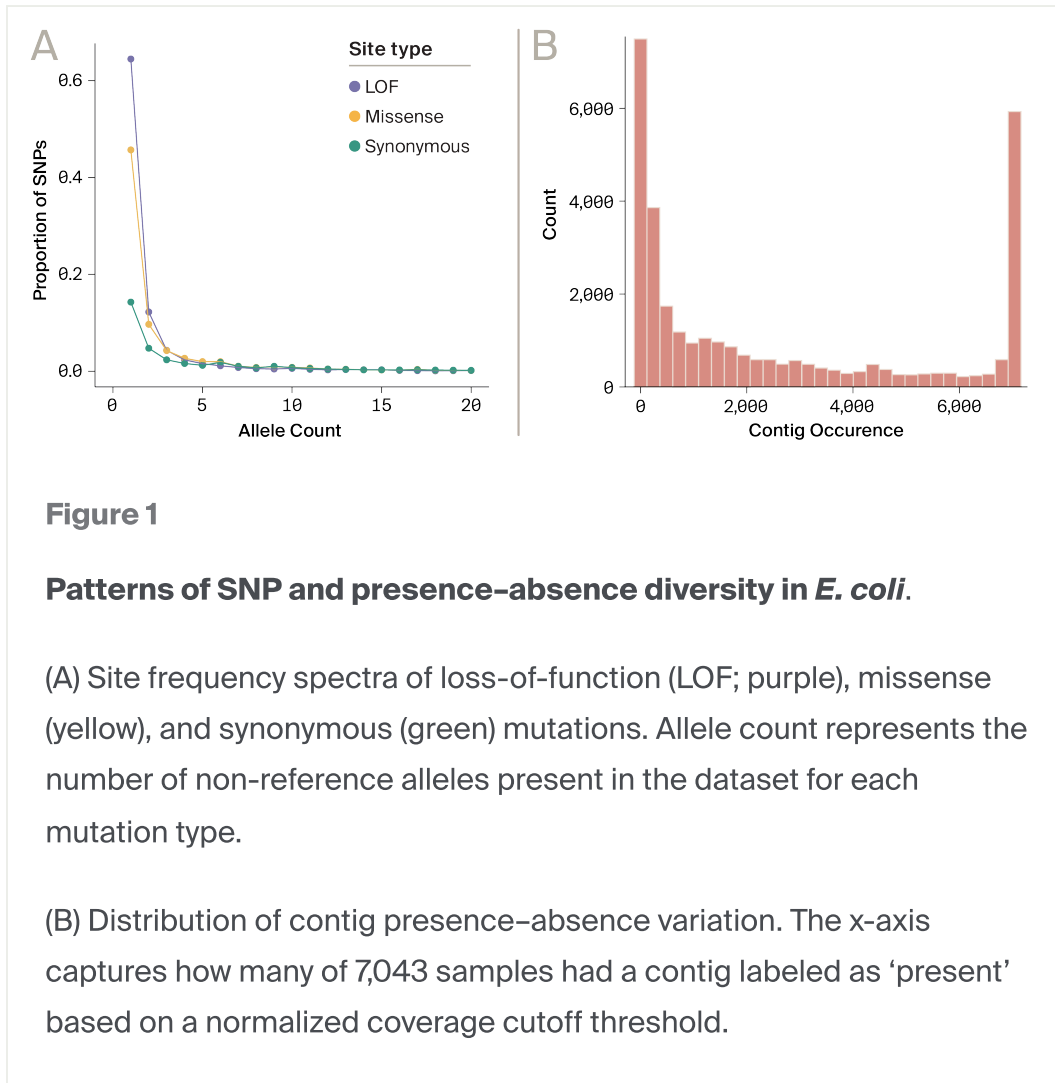 A
Site type
LOF
Missense
Synonymous
Proportion of SNPs
0.6
0.4
0.2
0.0
0
5
10
15
20
Allele Count
B
Count
6,000
4,000
2,000
0
0
2,000
4,000
6,000
Contig Occurence
Figure 1
Patterns of SNP and presence–absence diversity in E. coli.
(A) Site frequency spectra of loss-of-function (LOF; purple), missense
(yellow), and synonymous (green) mutations. Allele count represents the
number of non-reference alleles present in the dataset for each
mutation type.
(B) Distribution of contig presence–absence variation. The x-axis
captures how many of 7,043 samples had a contig labeled as ‘present’
based on a normalized coverage cutoff threshold.